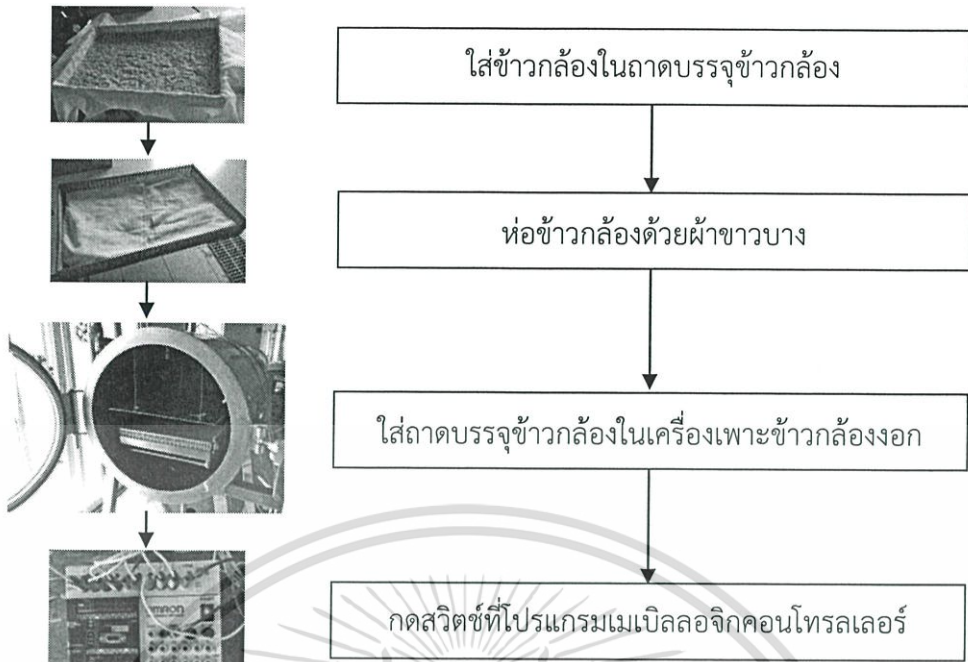 ใส่ข้าวกล้องในถาดบรรจุข้าวกล้อง
ห่อข้าวกล้องด้วยผ้าขาวบาง
ใส่ถาดบรรจุข้าวกล้องในเครื่องเพาะข้าวกล้องงอก
กดสวิตช์ที่โปรแกรมเมเบิลลอจิกคอนโทรลเลอร์